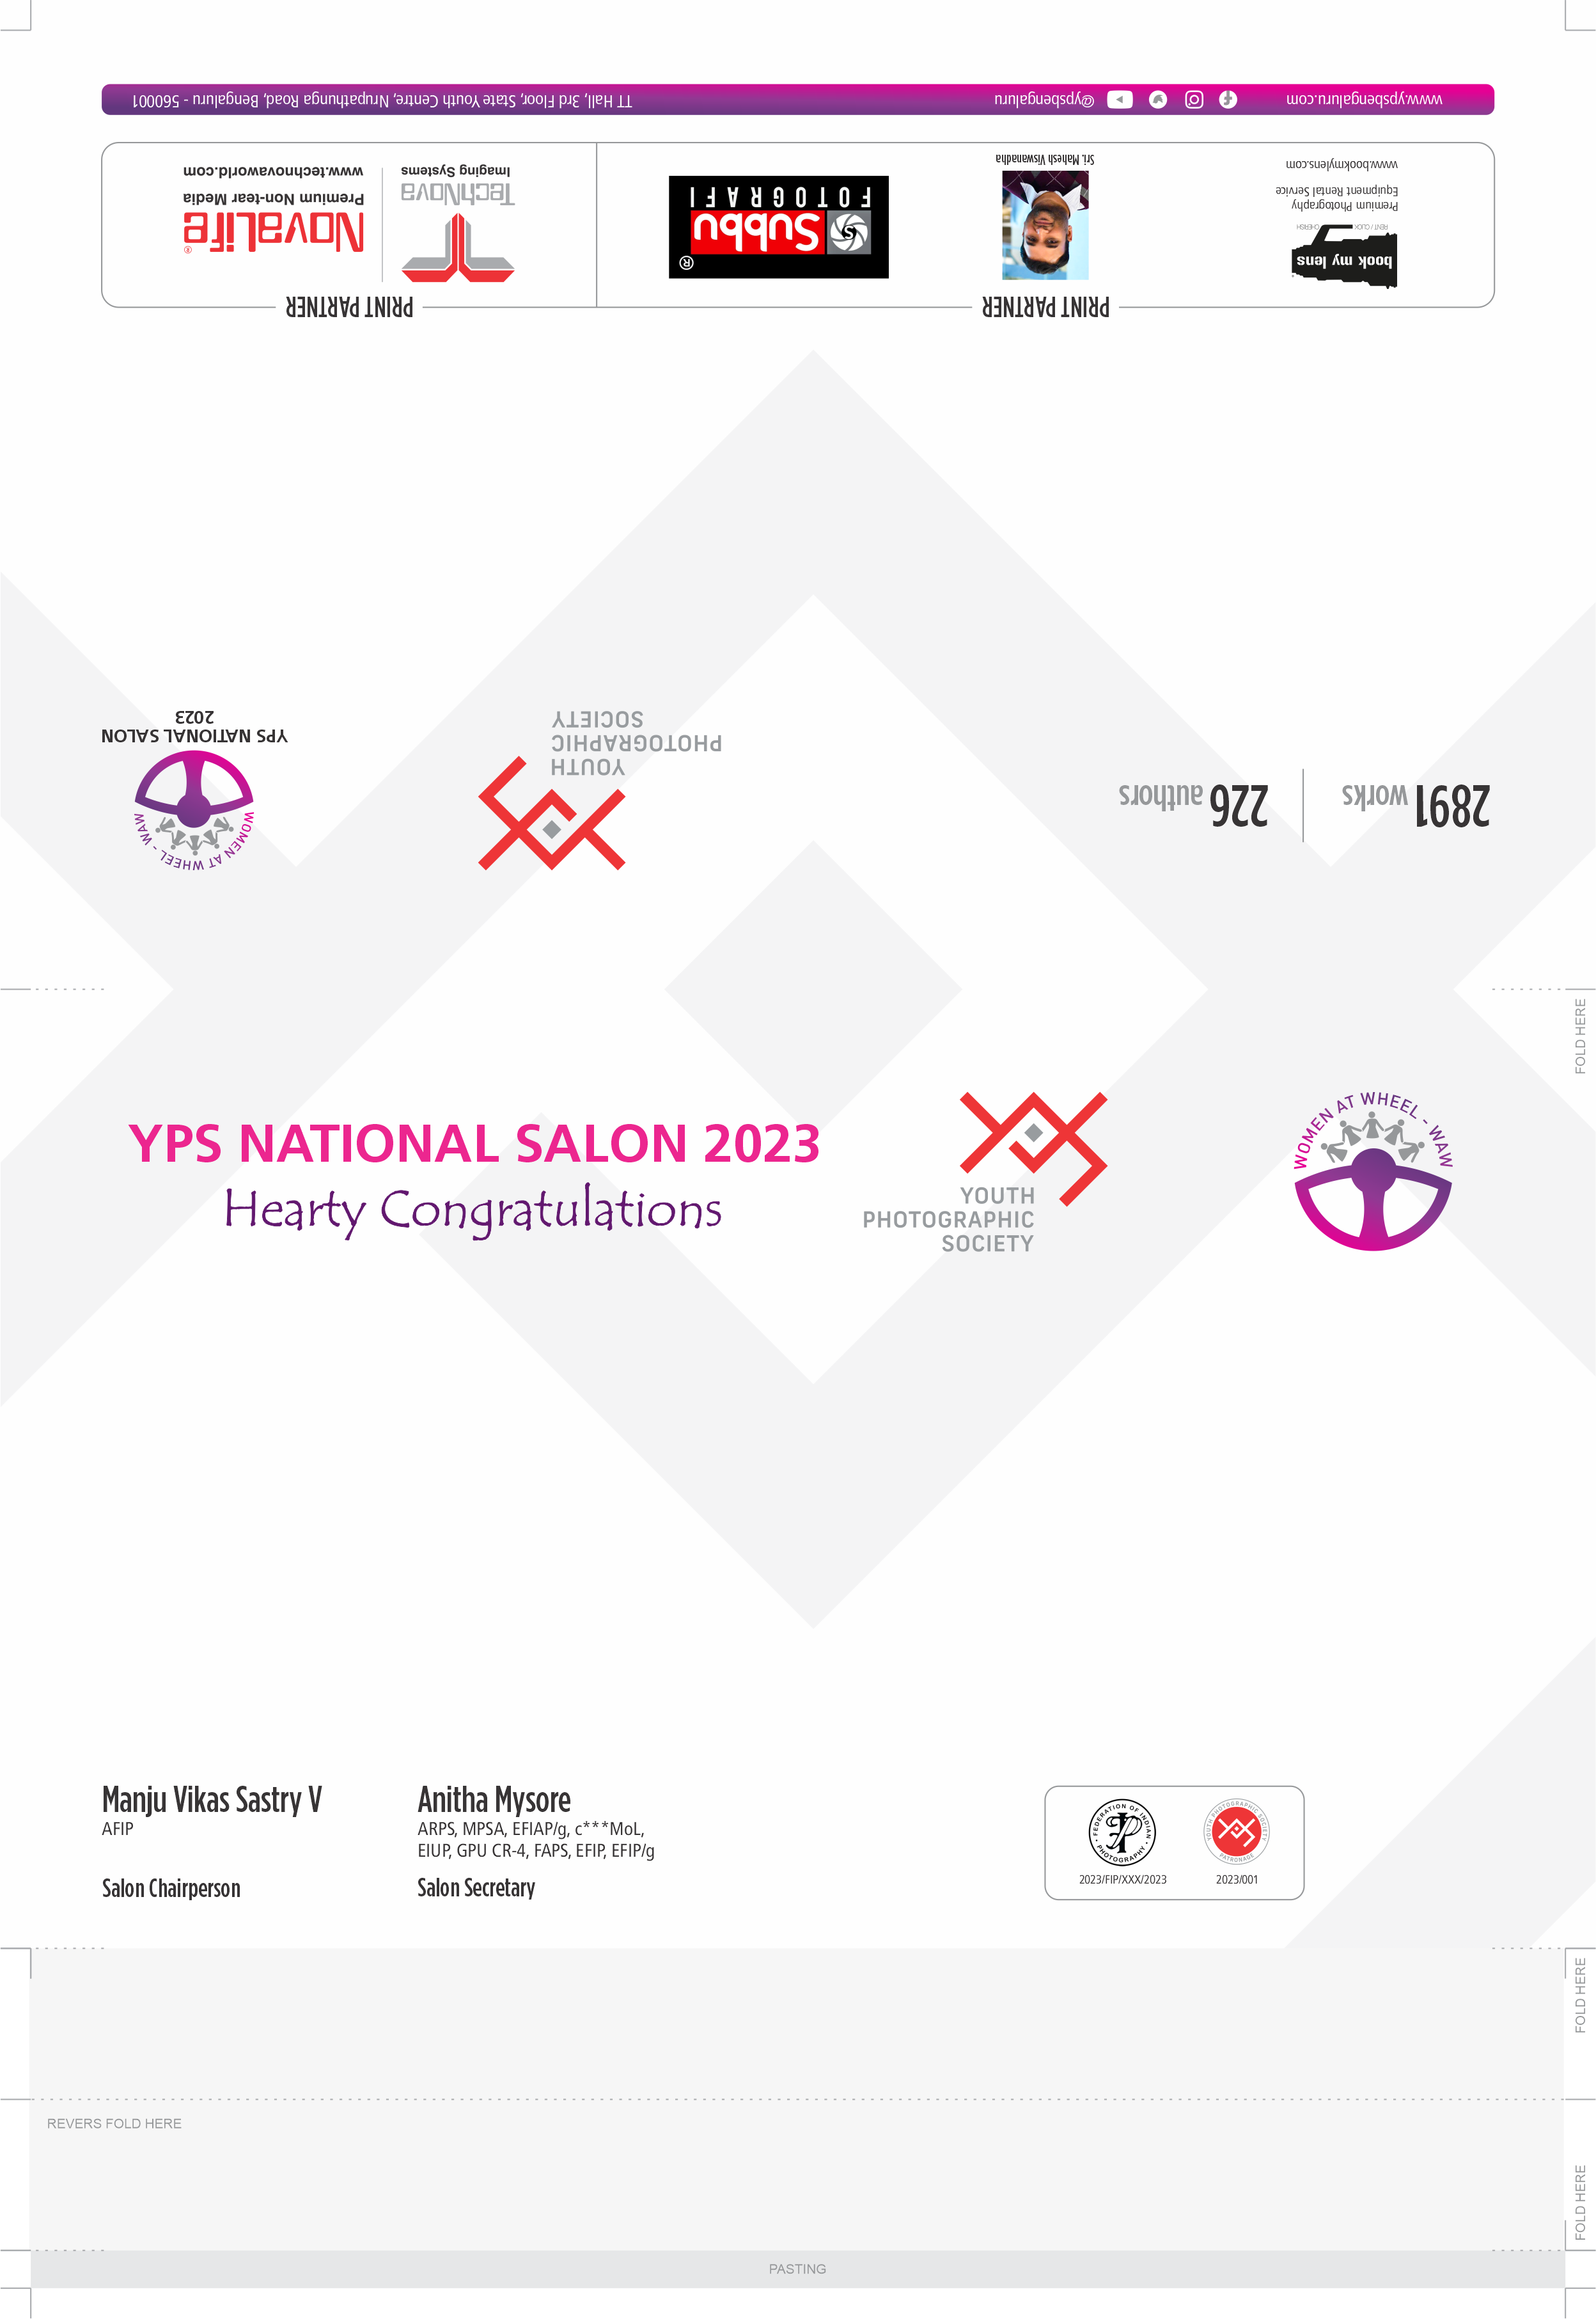 TT Hall, 3rd Floor, State Youth Centre, Nrupathunga Road, Bengaluru - 560001
@ypsbengaluru
www.ypsbengaluru.com
PRINT PARTNER
book my lens
RENT / CLICK / CHERISH
Premium Photography
Equipment Rental Service
www.bookmylens.com
Sri. Mahesh Viswanadha
®
Subbu
FOTOGRAFI
PRINT PARTNER
TechNova
Imaging Systems
NovaLife®
Premium Non-tear Media
www.technovaworld.com
2891 works
226 authors
YOUTH
PHOTOGRAPHIC
SOCIETY
WOMEN AT WHEEL - WAW
YPS NATIONAL SALON
2023
FOLD HERE
YPS NATIONAL SALON 2023
Hearty Congratulations
YOUTH
PHOTOGRAPHIC
SOCIETY
WOMEN AT WHEEL - WAW
Manju Vikas Sastry V
AFIP
Salon Chairperson
Anitha Mysore
ARPS, MPSA, EFIAP/g, c***MoL,
EIUP, GPU CR-4, FAPS, EFIP, EFIP/g
Salon Secretary
FEDERATION OF INDIAN PHOTOGRAPHY
FIP
2023/FIP/XXX/2023
YOUTH PHOTOGRAPHIC SOCIETY
PATRONAGE
2023/001
FOLD HERE
REVERS FOLD HERE
FOLD HERE
PASTING